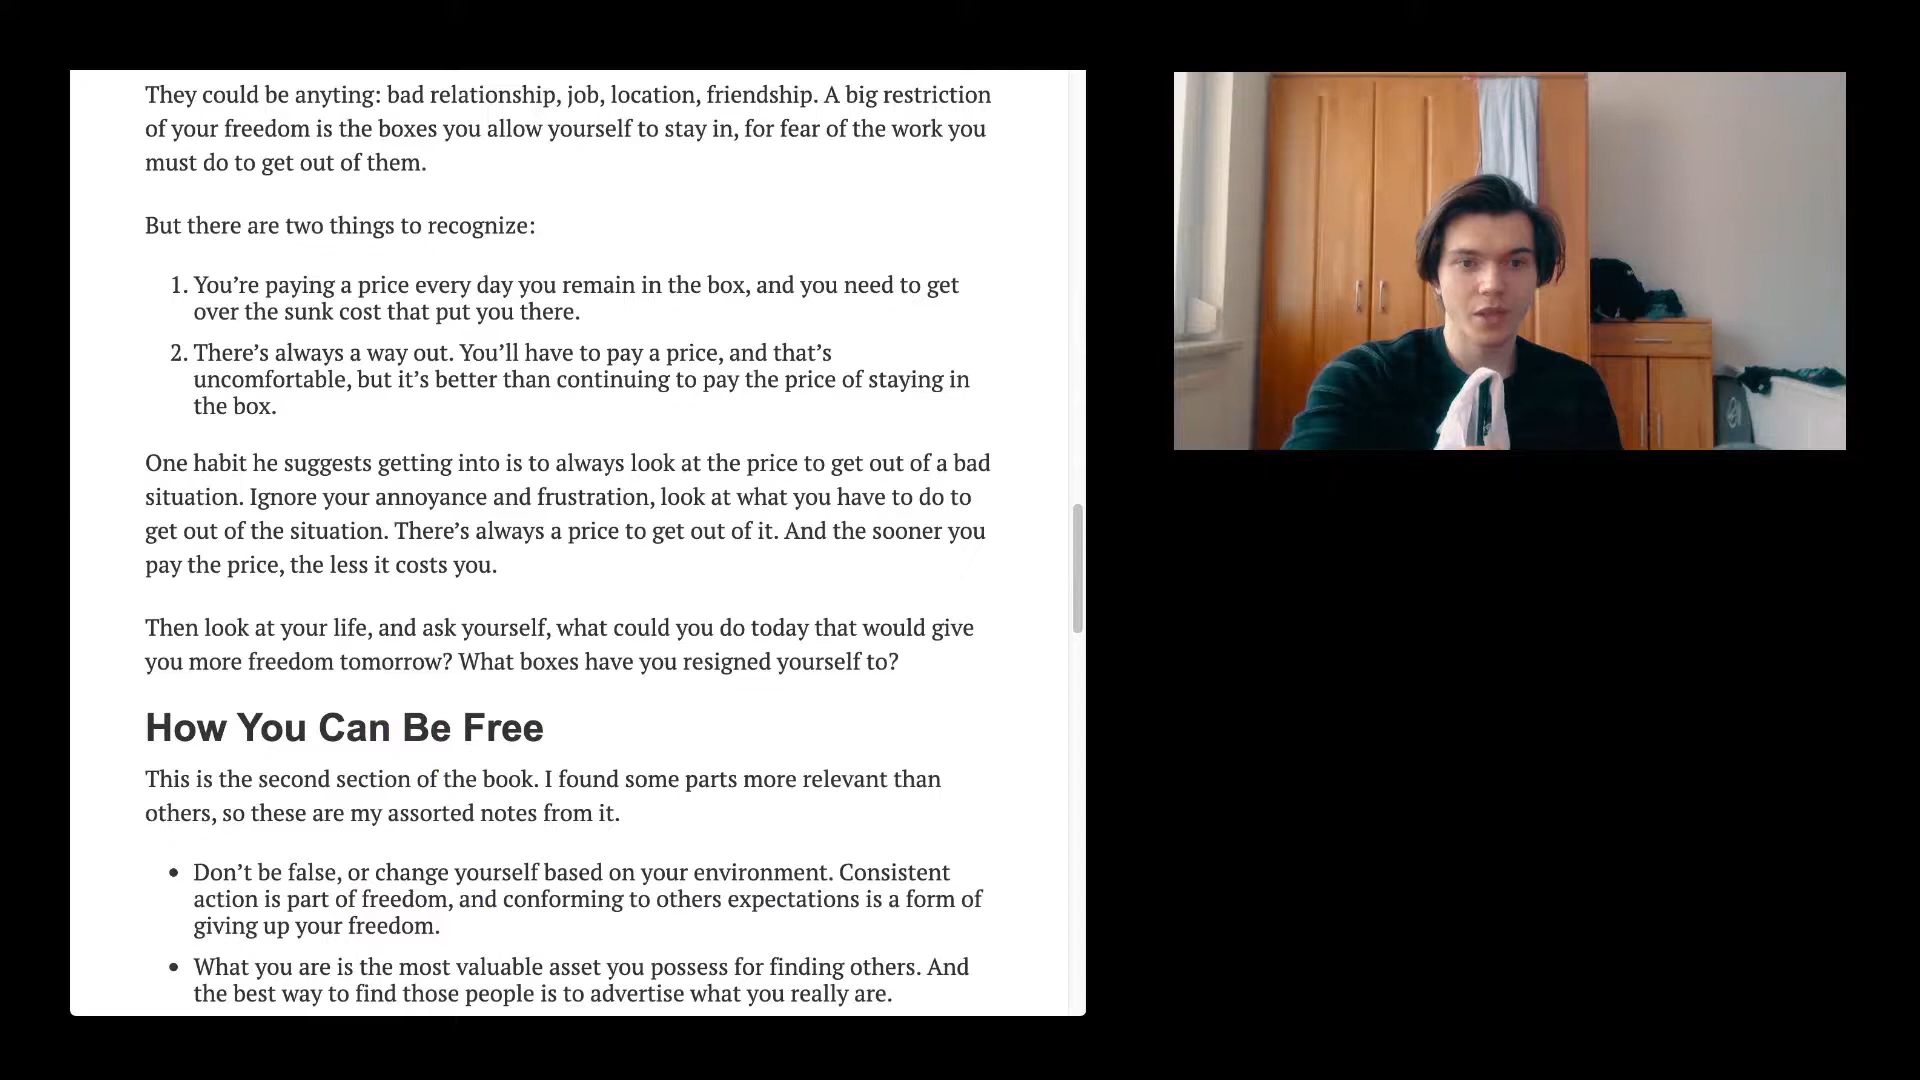 They could be anyting: bad relationship, job, location, friendship. A big restriction
of your freedom is the boxes you allow yourself to stay in, for fear of the work you
must do to get out of them.
But there are two things to recognize:
1. You’re paying a price every day you remain in the box, and you need to get
over the sunk cost that put you there.
2. There’s always a way out. You’ll have to pay a price, and that’s
uncomfortable, but it’s better than continuing to pay the price of staying in
the box.
One habit he suggests getting into is to always look at the price to get out of a bad
situation. Ignore your annoyance and frustration, look at what you have to do to
get out of the situation. There’s always a price to get out of it. And the sooner you
pay the price, the less it costs you.
Then look at your life, and ask yourself, what could you do today that would give
you more freedom tomorrow? What boxes have you resigned yourself to?
How You Can Be Free
This is the second section of the book. I found some parts more relevant than
others, so these are my assorted notes from it.
• Don’t be false, or change yourself based on your environment. Consistent
action is part of freedom, and conforming to others expectations is a form of
giving up your freedom.
• What you are is the most valuable asset you possess for finding others. And
the best way to find those people is to advertise what you really are.